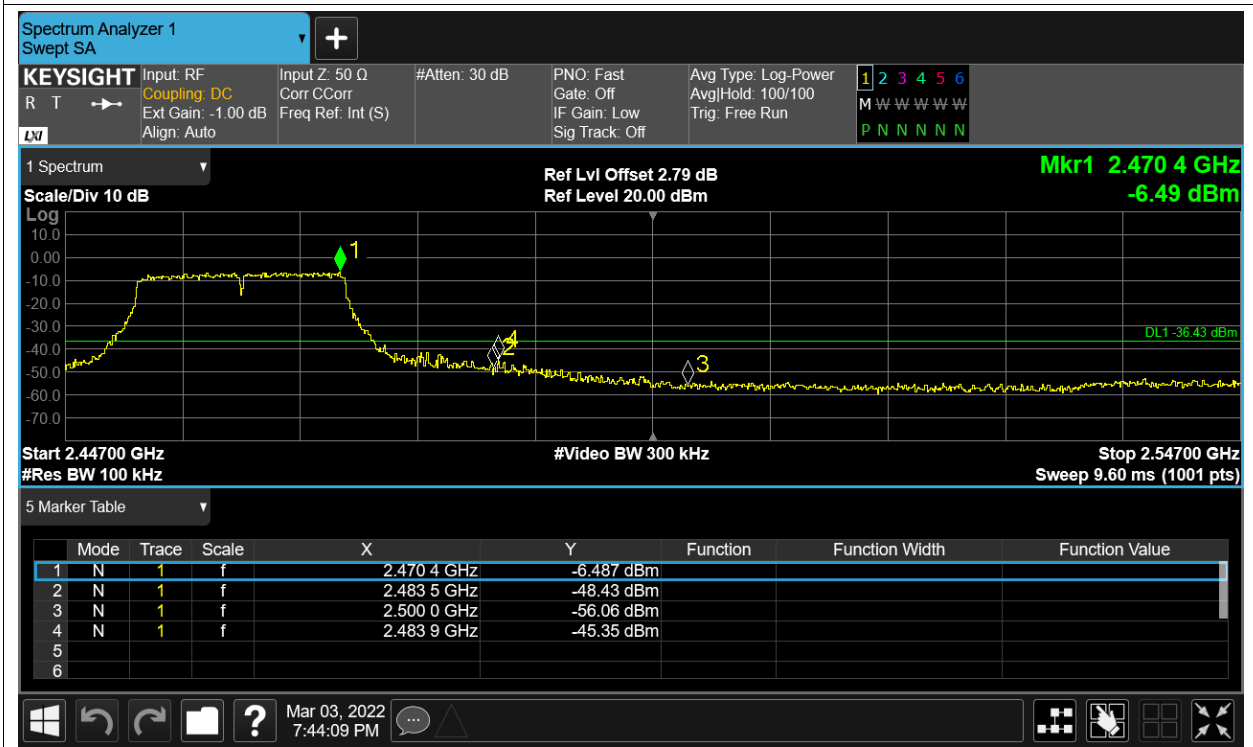 Spectrum Analyzer 1
Swept SA
KEYSIGHT
R T
LXI
Input: RF
Coupling: DC
Ext Gain: -1.00 dB
Align: Auto
Input Z: 50 Ω
Corr CCorr
Freq Ref: Int (S)
#Atten: 30 dB
PNO: Fast
Gate: Off
IF Gain: Low
Sig Track: Off
Avg Type: Log-Power
Avg|Hold: 100/100
Trig: Free Run
1 2 3 4 5 6
M W W W W W
P N N N N N
1 Spectrum
Scale/Div 10 dB
Ref Lvl Offset 2.79 dB
Ref Level 20.00 dBm
Mkr1 2.470 4 GHz
-6.49 dBm
Log
10.0
0.00
-10.0
-20.0
-30.0
-40.0
-50.0
-60.0
-70.0
1
4
2
3
DL1 -36.43 dBm
Start 2.44700 GHz
#Video BW 300 kHz
Stop 2.54700 GHz
#Res BW 100 kHz
Sweep 9.60 ms (1001 pts)
5 Marker Table
Mode Trace Scale X Y Function Function Width Function Value
1 N 1 f 2.470 4 GHz -6.487 dBm
2 N 1 f 2.483 5 GHz -48.43 dBm
3 N 1 f 2.500 0 GHz -56.06 dBm
4 N 1 f 2.483 9 GHz -45.35 dBm
5
6
?
Mar 03, 2022
7:44:09 PM